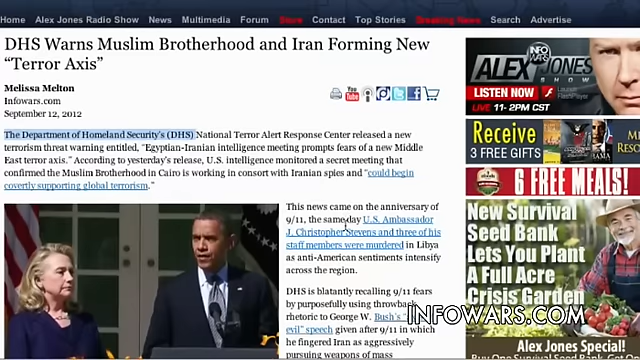 Home Alex Jones Radio Show News Multimedia Forum Store Contact Top Stories Breaking News Search Advertise
DHS Warns Muslim Brotherhood and Iran Forming New
“Terror Axis”
Melissa Melton
Infowars.com
September 12, 2012
The Department of Homeland Security’s (DHS) National Terror Alert Response Center released a new
terrorism threat warning entitled, “Egyptian-Iranian intelligence meeting prompts fears of a new Middle
East terror axis.” According to yesterday’s release, U.S. intelligence monitored a secret meeting that
confirmed the Muslim Brotherhood in Cairo is working in consort with Iranian spies and “could begin
covertly supporting global terrorism.”
This news came on the anniversary of
9/11, the same day U.S. Ambassador
J. Christopher Stevens and three of his
staff members were murdered in Libya
as anti-American sentiments intensify
across the region.
DHS is blatantly recalling 9/11 fears
by purposefully using throwback
rhetoric to George W. Bush’s
evil” speech given after 9/11 in which
he fingered Iran as aggressively
pursuing weapons of mass
You
Tube
INFO
WARS
ALEX JONES
SHOW
LISTEN NOW
LIVE 11-2PM CST
Receive
3 FREE GIFTS
6 FREE MEALS!
New Survival
Seed Bank
Lets You Plant
A Full Acre
Crisis Garden
INFOWARS.COM
Alex Jones Special!